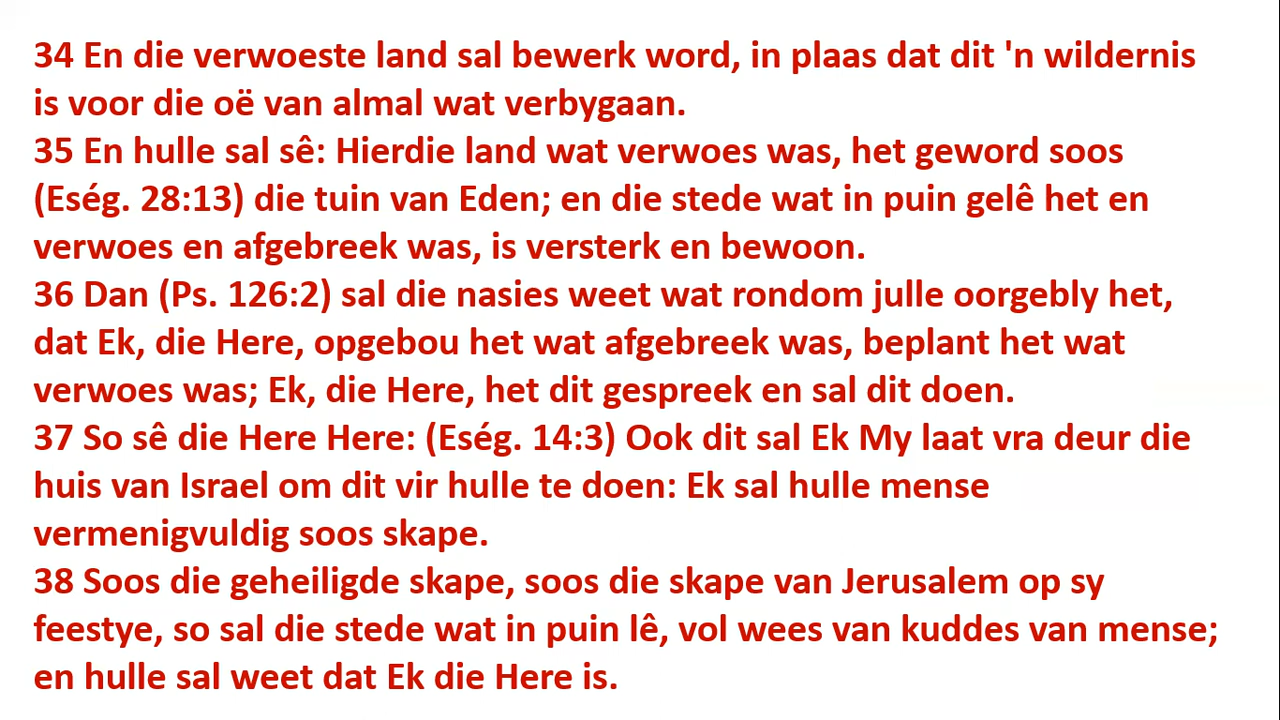 34 En die verwoeste land sal bewerk word, in plaas dat dit 'n wildernis
is voor die oë van almal wat verbygaan.
35 En hulle sal sê: Hierdie land wat verwoes was, het geword soos
(Eség. 28:13) die tuin van Eden; en die stede wat in puin gelê het en
verwoes en afgebreek was, is versterk en bewoon.
36 Dan (Ps. 126:2) sal die nasies weet wat rondom julle oorgebly het,
dat Ek, die Here, opgebou het wat afgebreek was, beplant het wat
verwoes was; Ek, die Here, het dit gespreek en sal dit doen.
37 So sê die Here Here: (Eség. 14:3) Ook dit sal Ek My laat vra deur die
huis van Israel om dit vir hulle te doen: Ek sal hulle mense
vermenigvuldig soos skape.
38 Soos die geheiligde skape, soos die skape van Jerusalem op sy
feestye, so sal die stede wat in puin lê, vol wees van kuddes van mense;
en hulle sal weet dat Ek die Here is.